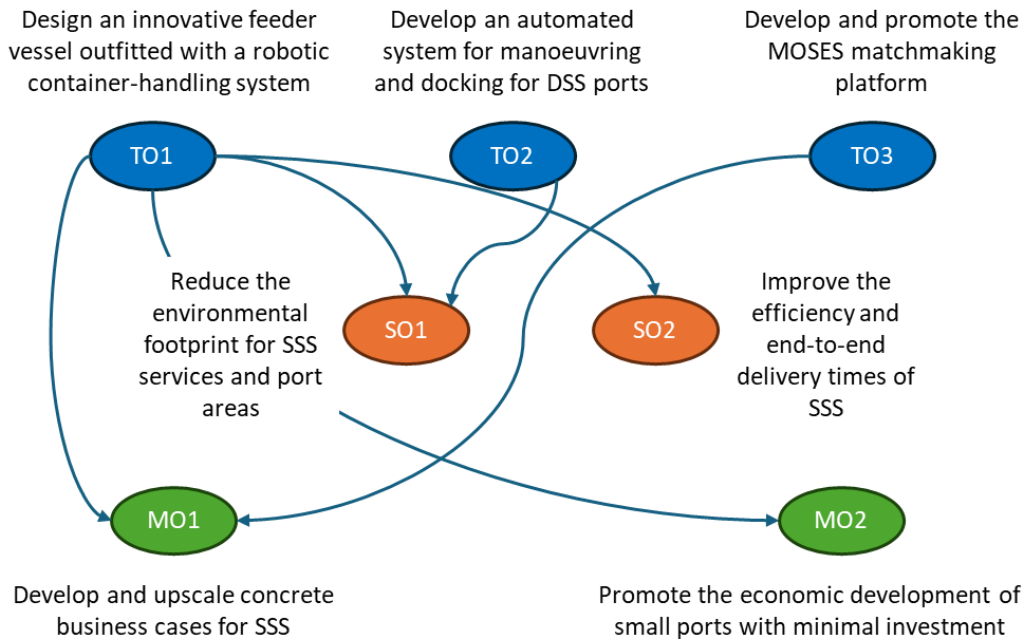 Design an innovative feeder
vessel outfitted with a robotic
container-handling system
Develop an automated
system for manoeuvring
and docking for DSS ports
Develop and promote the
MOSES matchmaking
platform
TO1
TO2
TO3
Reduce the
environmental
footprint for SSS
services and port
areas
SO1
SO2
Improve the
efficiency and
end-to-end
delivery times of
SSS
MO1
MO2
Develop and upscale concrete
business cases for SSS
Promote the economic development of
small ports with minimal investment